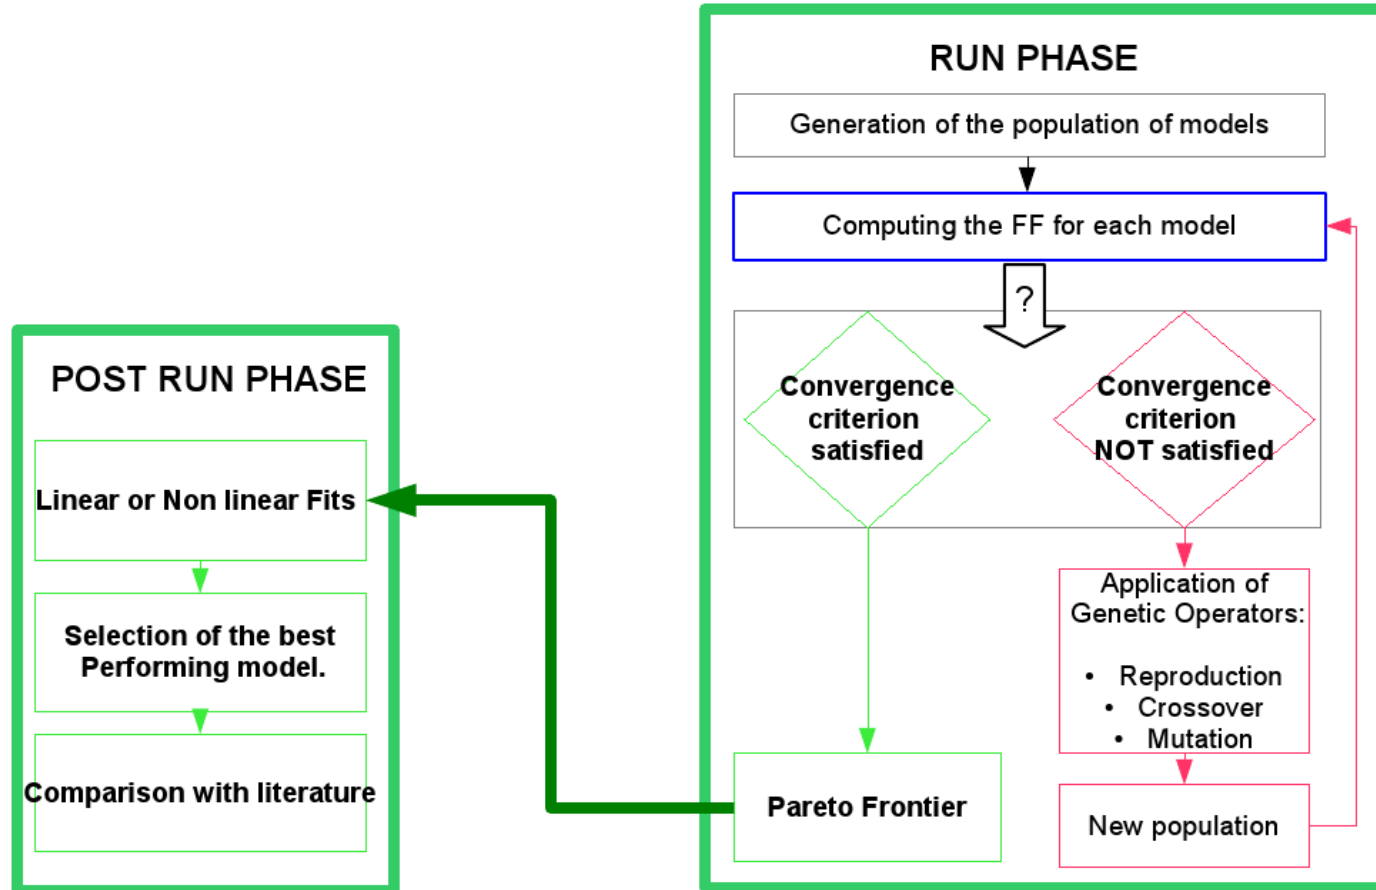 RUN PHASE
Generation of the population of models
Computing the FF for each model
?
Convergence
criterion
satisfied
Convergence
criterion
NOT satisfied
Application of
Genetic Operators:
• Reproduction
• Crossover
• Mutation
New population
Pareto Frontier
POST RUN PHASE
Linear or Non linear Fits
Selection of the best
Performing model.
Comparison with literature